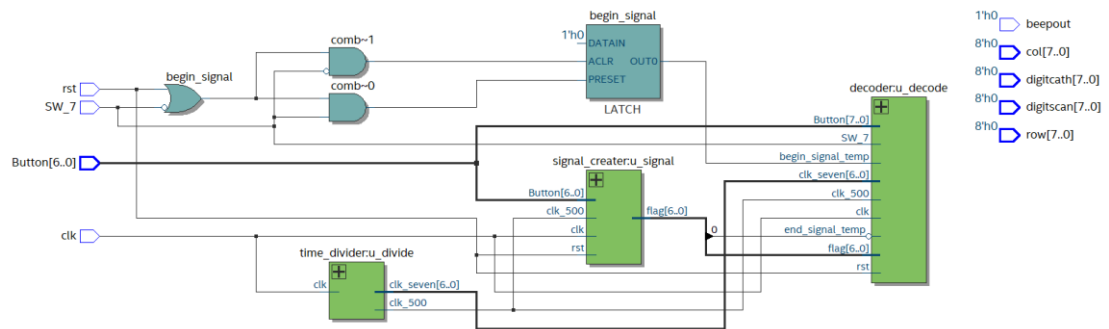 begin_signal
comb~1
begin_signal
1'h0
DATAIN
ACLR
OUT0
PRESET
LATCH
comb~0
rst
SW_7
Button[6..0]
clk
signal_creater:u_signal
Button[6..0]
clk_500
clk
rst
flag[6..0]
time_divider:u_divide
clk
clk_seven[6..0]
clk_500
0
decoder:u_decode
Button[7..0]
SW_7
begin_signal_temp
clk_seven[6..0]
clk_500
clk
end_signal_temp
flag[6..0]
rst
1'h0 beepout
8'h0 col[7..0]
8'h0 digitcath[7..0]
8'h0 digitscan[7..0]
8'h0 row[7..0]